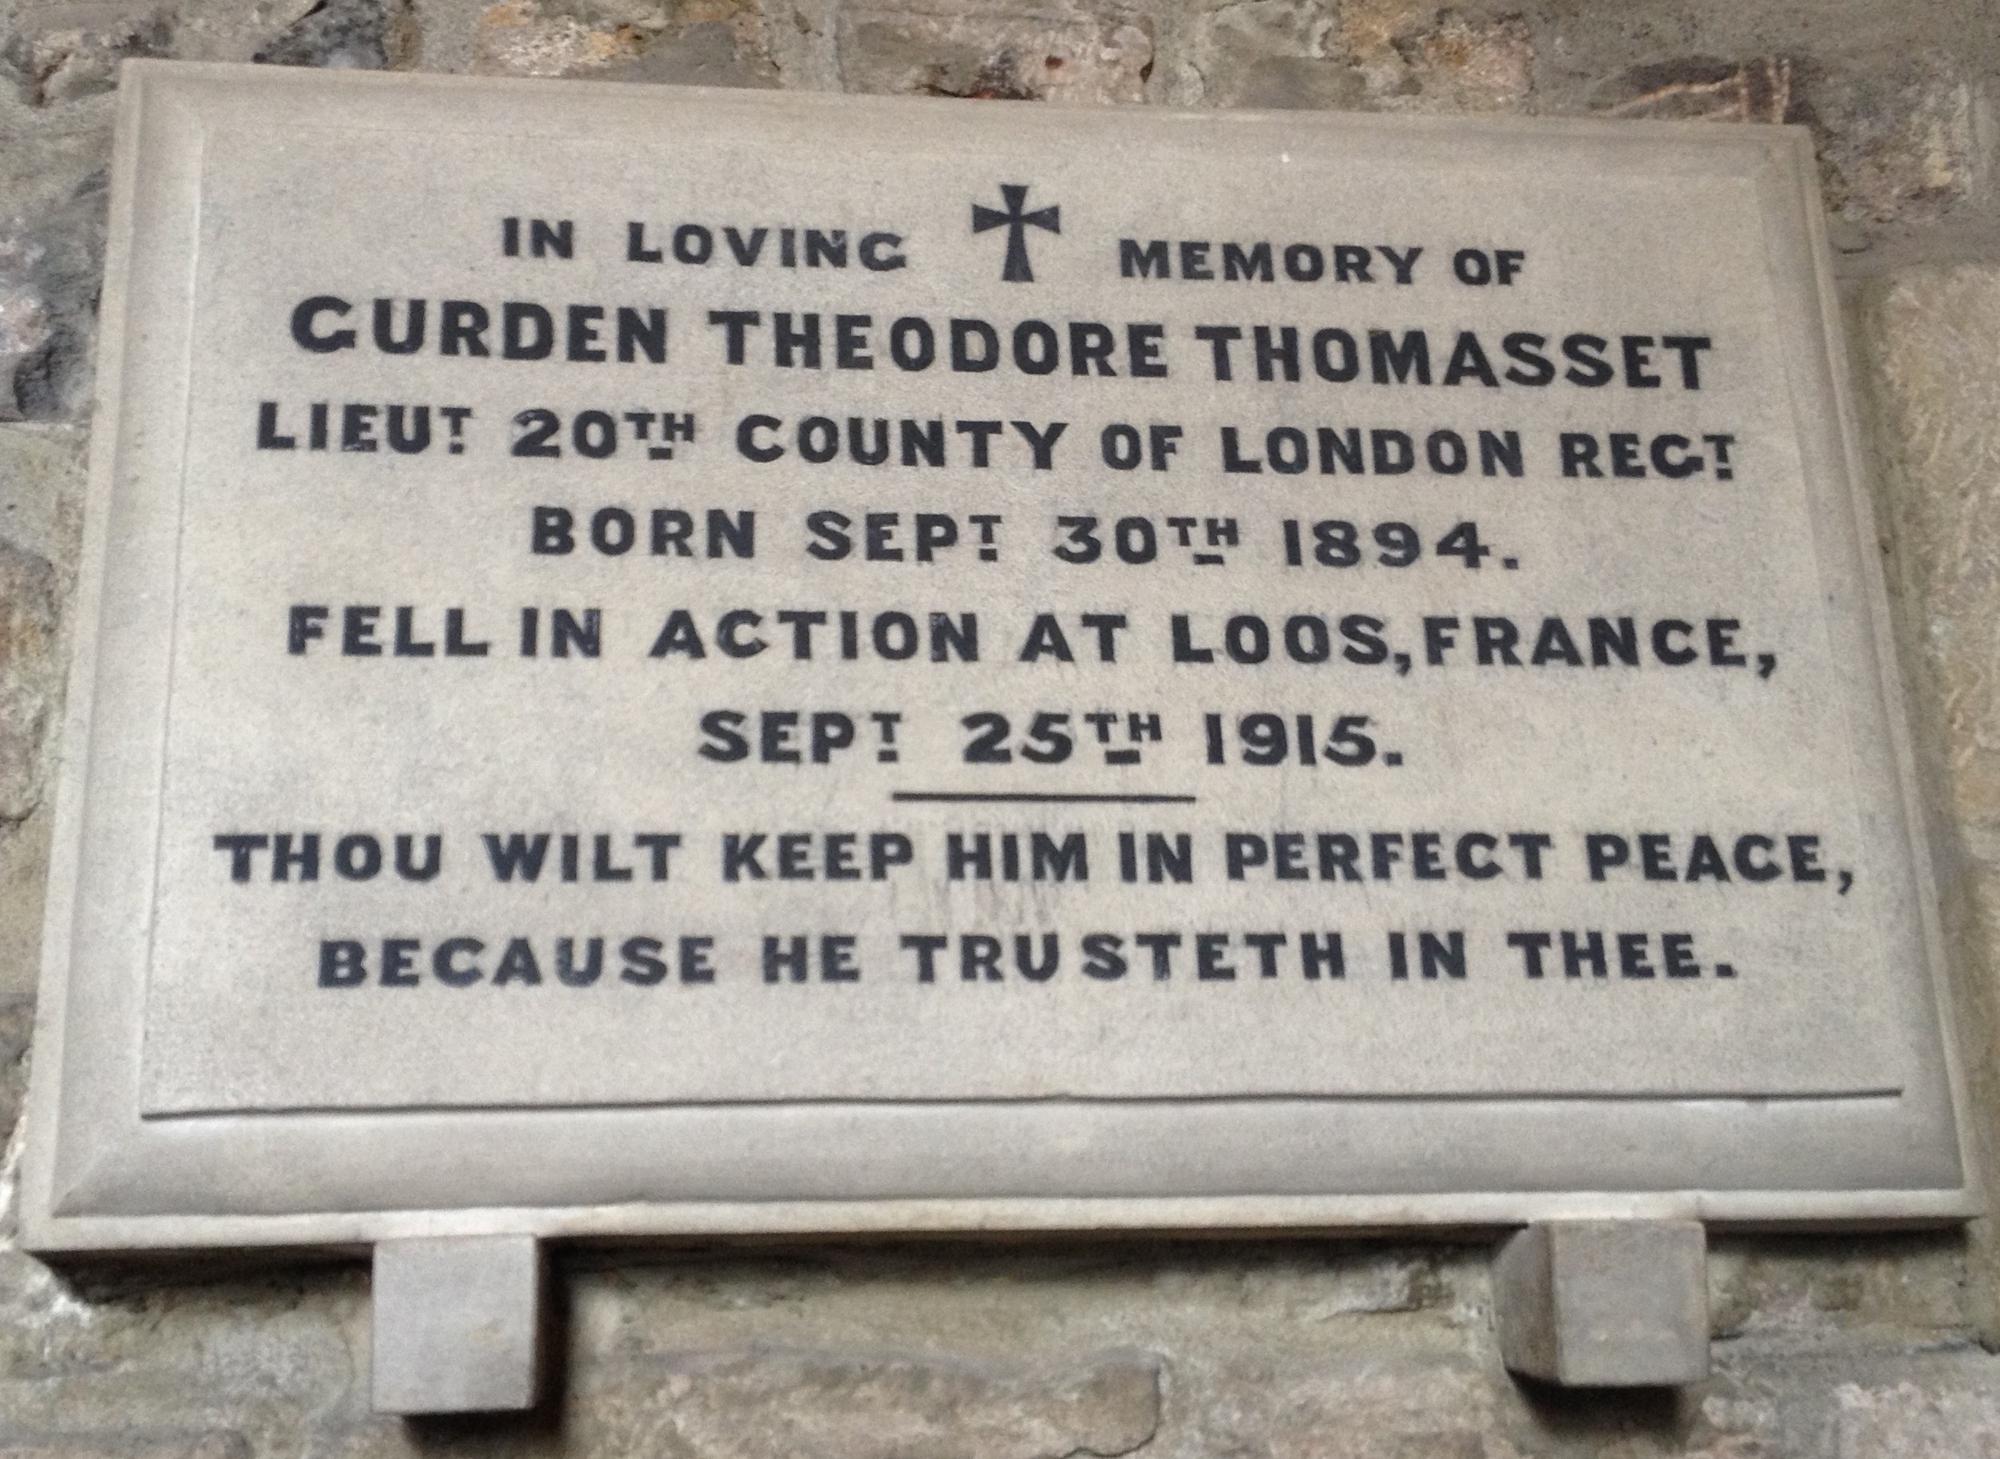 IN LOVING MEMORY OF
GURDEN THEODORE THOMASSET
LIEUT 20TH COUNTY OF LONDON REGT
BORN SEPT 30TH 1894.
FELL IN ACTION AT LOOS, FRANCE,
SEPT 25TH 1915.
THOU WILT KEEP HIM IN PERFECT PEACE,
BECAUSE HE TRUSTETH IN THEE.